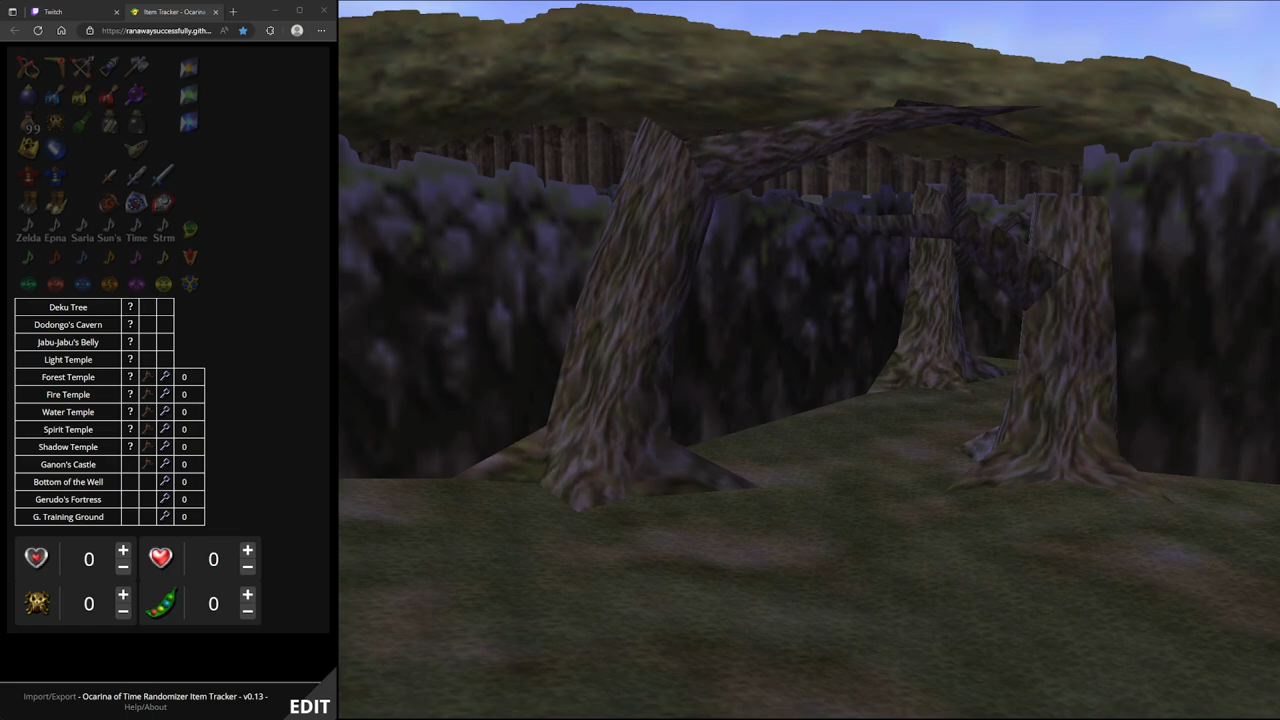 Twitch
Item Tracker - Ocarin
https://ranawaysuccessfully.gith...
99
Zelda Epna Saria Sun's Time Strm
Deku Tree ?
Dodongo's Cavern ?
Jabu-Jabu's Belly ?
Light Temple ?
Forest Temple ? 0
Fire Temple ? 0
Water Temple ? 0
Spirit Temple ? 0
Shadow Temple ? 0
Ganon's Castle 0
Bottom of the Well 0
Gerudo's Fortress 0
G. Training Ground 0
0 + − 0 + −
0 + − 0 + −
Import/Export - Ocarina of Time Randomizer Item Tracker - v0.13 -
Help/About
EDIT